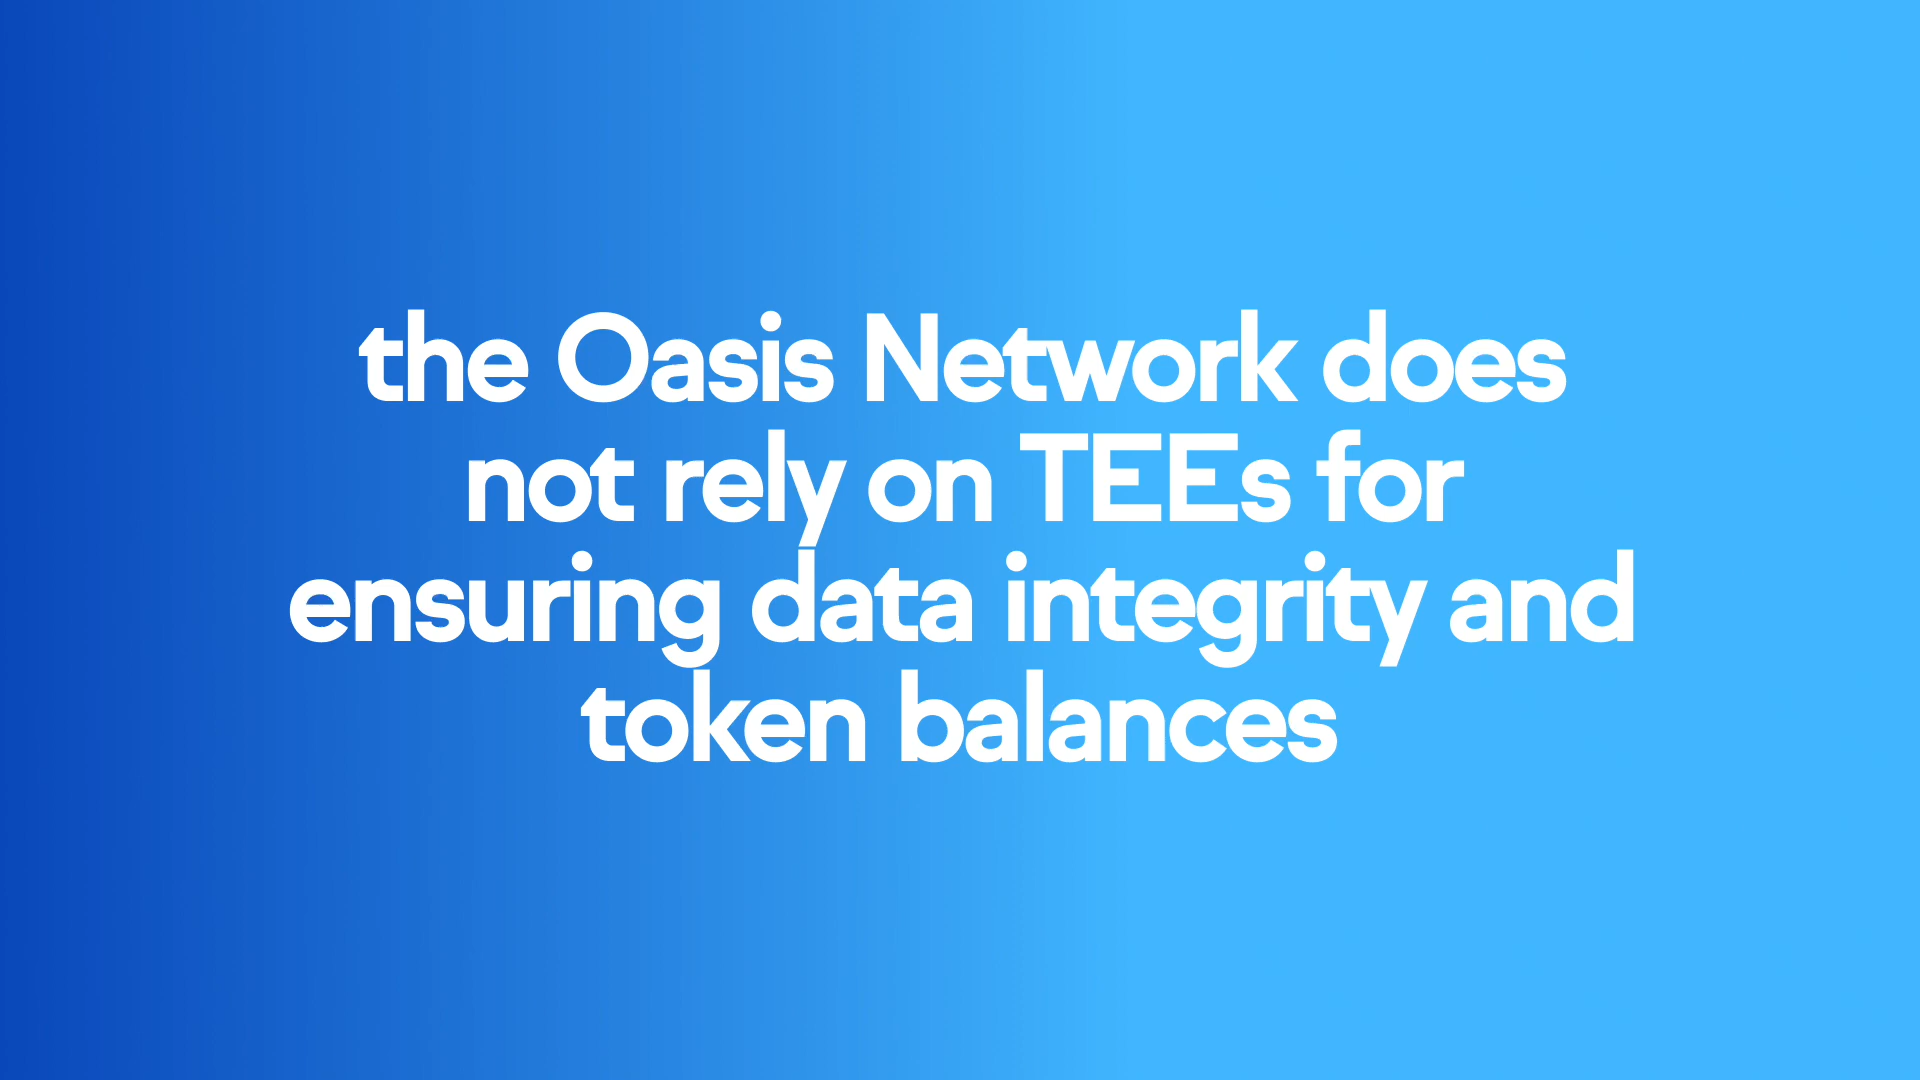 the Oasis Network does
not rely on TEEs for
ensuring data integrity and
token balances